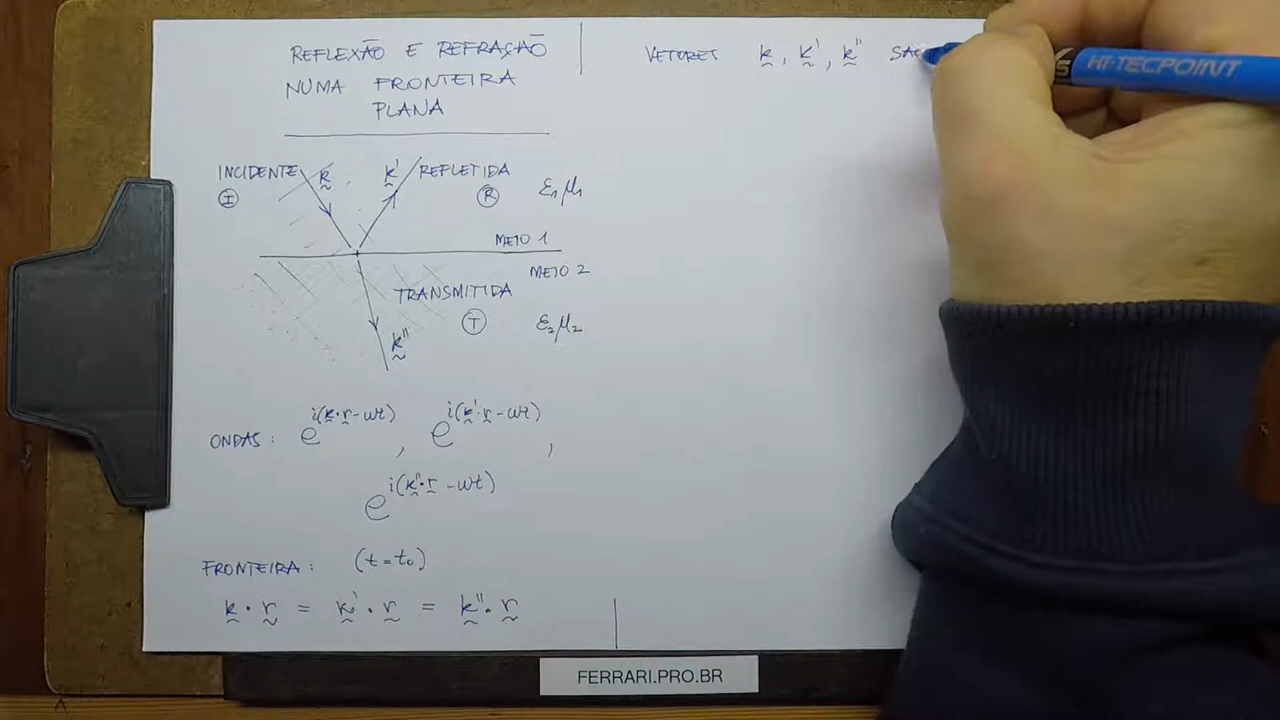 REFLEXÃO E REFRAÇÃO
NUMA FRONTEIRA
PLANA
INCIDENTE k k' REFLETIDA
I R ε₁μ₁
MEIO 1
MEIO 2
TRANSMITIDA
T ε₂μ₂
k''
ONDAS: e^{i(k·r-ωt)}, e^{i(k'·r-ωt)},
e^{i(k''·r-ωt)}
FRONTEIRA: (t=t₀)
k·r = k'·r = k''·r
VETORES k, k', k''
HI-TECPOINT V5
FERRARI.PRO.BR